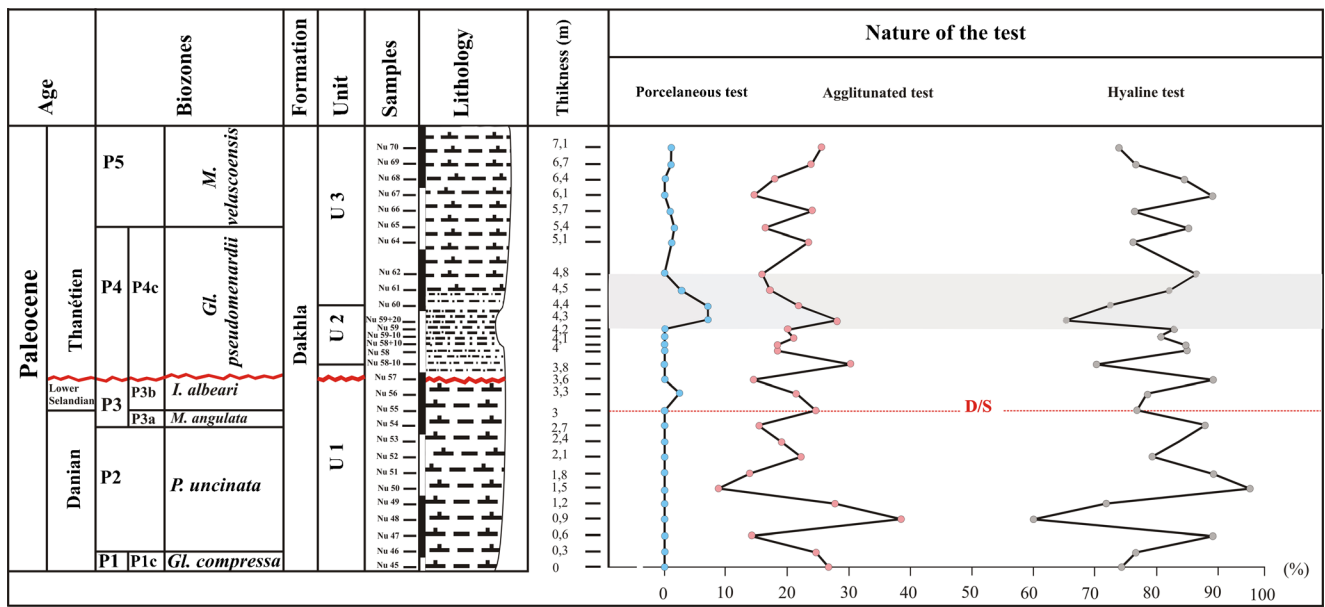 Nature of the test
Age
Biozones
Formation
Unit
Samples
Lithology
Thikness (m)
Porcelaneous test
Agglitunated test
Hyaline test
Paleocene
Thanétien
Lower
Selandian
Danian
P5
P4
P4c
P3
P3b
P3a
P2
P1
P1c
M.
velascoensis
Gl.
pseudomenardii
I. albeari
M. angulata
P. uncinata
Gl. compressa
Dakhla
U 3
U 2
U 1
Nu 70
Nu 69
Nu 68
Nu 67
Nu 66
Nu 65
Nu 64
Nu 62
Nu 61
Nu 60
Nu 59+20
Nu 59
Nu 59-10
Nu 58+10
Nu 58
Nu 58-10
Nu 57
Nu 56
Nu 55
Nu 54
Nu 53
Nu 52
Nu 51
Nu 50
Nu 49
Nu 48
Nu 47
Nu 46
Nu 45
7,1
6,7
6,4
6,1
5,7
5,4
5,1
4,8
4,5
4,4
4,3
4,2
4,1
4
3,8
3,6
3,3
3
2,7
2,4
2,1
1,8
1,5
1,2
0,9
0,6
0,3
0
D/S
(%)
0 10 20 30 40 50 60 70 80 90 100